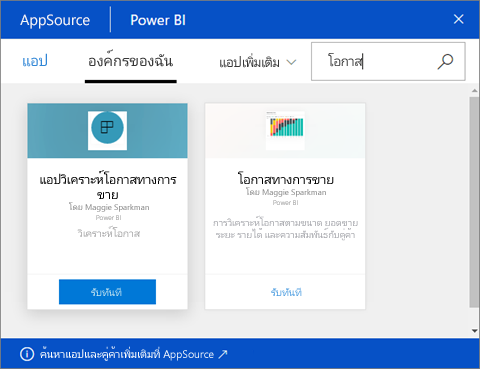 AppSource Power BI
แอป องค์กรของฉัน แอปเพิ่มเติม โอกาส
แอปวิเคราะห์โอกาสทางการ
ขาย
โดย Maggie Sparkman
Power BI
วิเคราะห์โอกาส
รับทันที
โอกาสทางการขาย
โดย Maggie Sparkman
Power BI
การวิเคราะห์โอกาสตามขนาด ยอดขาย
ระยะ รายได้ และความสัมพันธ์กับคู่ค้า
รับทันที
ค้นหาแอปและคู่ค้าเพิ่มเติมที่ AppSource